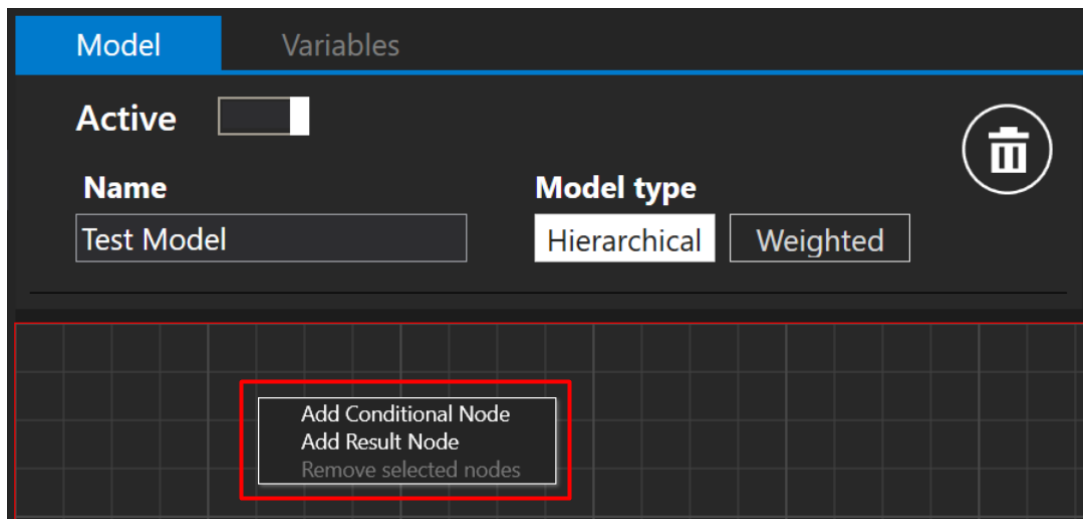 Model Variables
Active
Name Model type
Test Model Hierarchical Weighted
Add Conditional Node
Add Result Node
Remove selected nodes